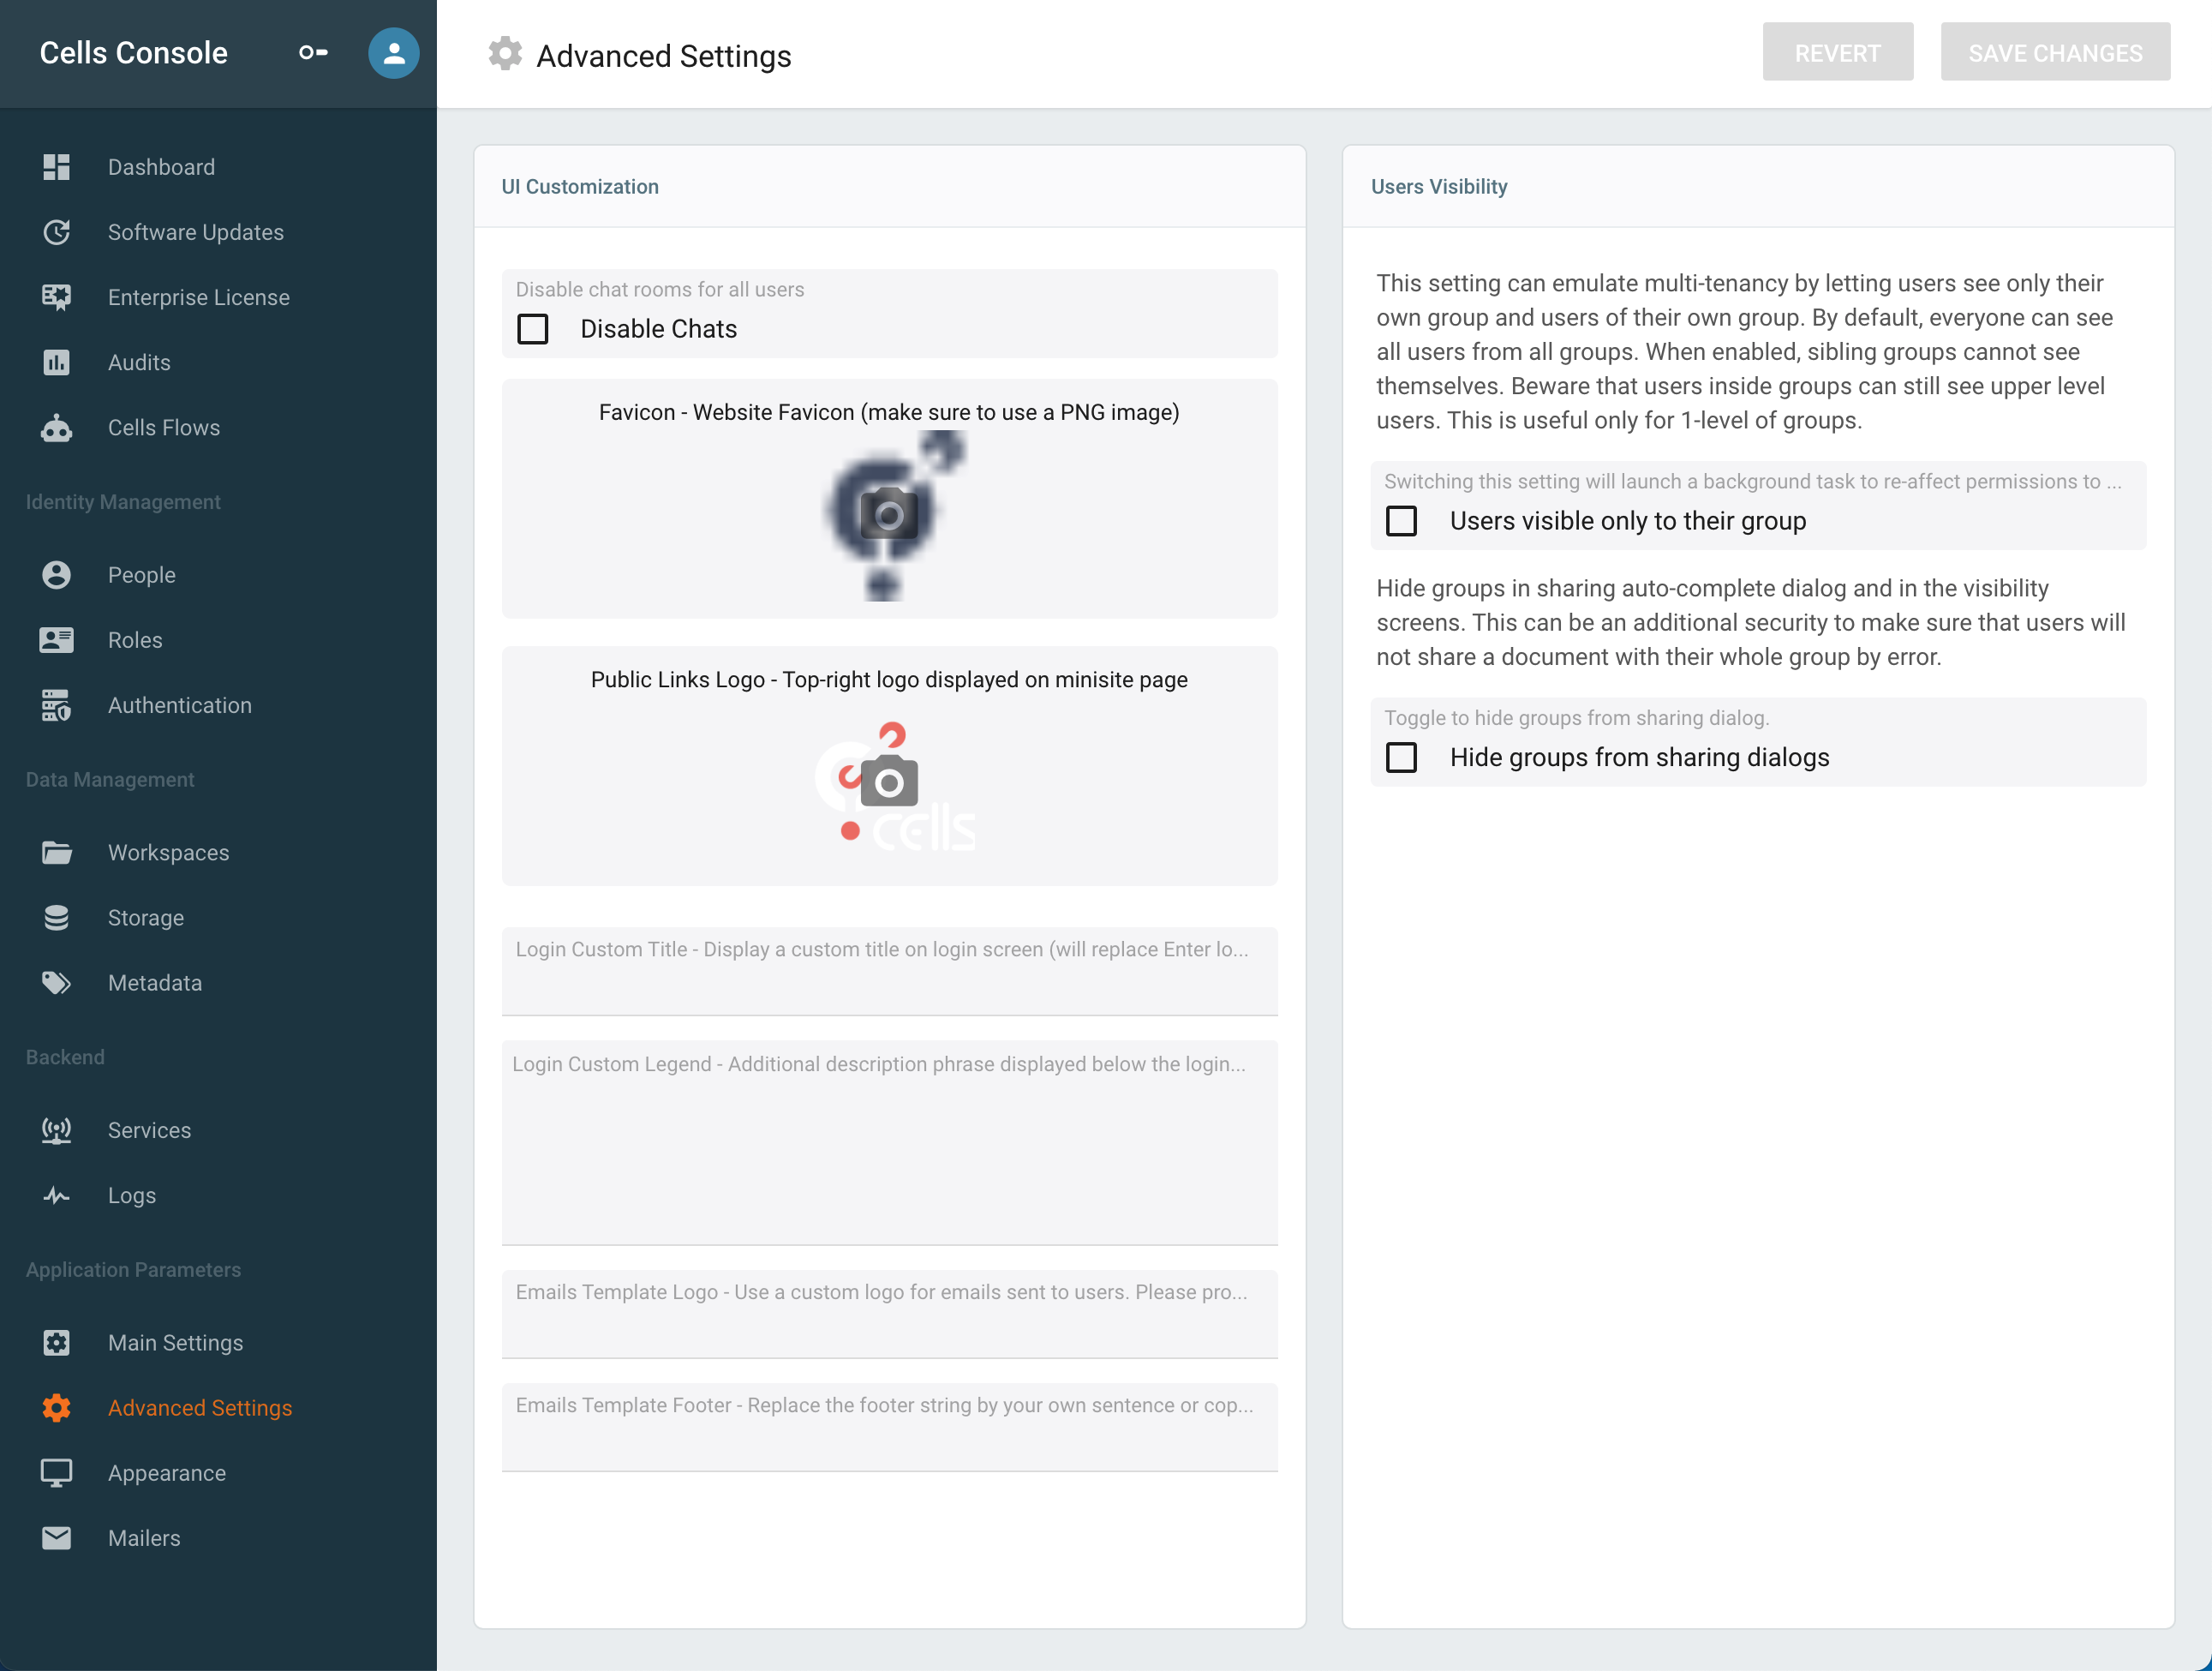 Cells Console
Dashboard
Software Updates
Enterprise License
Audits
Cells Flows
Identity Management
People
Roles
Authentication
Data Management
Workspaces
Storage
Metadata
Backend
Services
Logs
Application Parameters
Main Settings
Advanced Settings
Appearance
Mailers
Advanced Settings
REVERT
SAVE CHANGES
UI Customization
Disable chat rooms for all users
Disable Chats
Favicon - Website Favicon (make sure to use a PNG image)
Public Links Logo - Top-right logo displayed on minisite page
cells
Login Custom Title - Display a custom title on login screen (will replace Enter lo...
Login Custom Legend - Additional description phrase displayed below the login...
Emails Template Logo - Use a custom logo for emails sent to users. Please pro...
Emails Template Footer - Replace the footer string by your own sentence or cop...
Users Visibility
This setting can emulate multi-tenancy by letting users see only their
own group and users of their own group. By default, everyone can see
all users from all groups. When enabled, sibling groups cannot see
themselves. Beware that users inside groups can still see upper level
users. This is useful only for 1-level of groups.
Switching this setting will launch a background task to re-affect permissions to ...
Users visible only to their group
Hide groups in sharing auto-complete dialog and in the visibility
screens. This can be an additional security to make sure that users will
not share a document with their whole group by error.
Toggle to hide groups from sharing dialog.
Hide groups from sharing dialogs